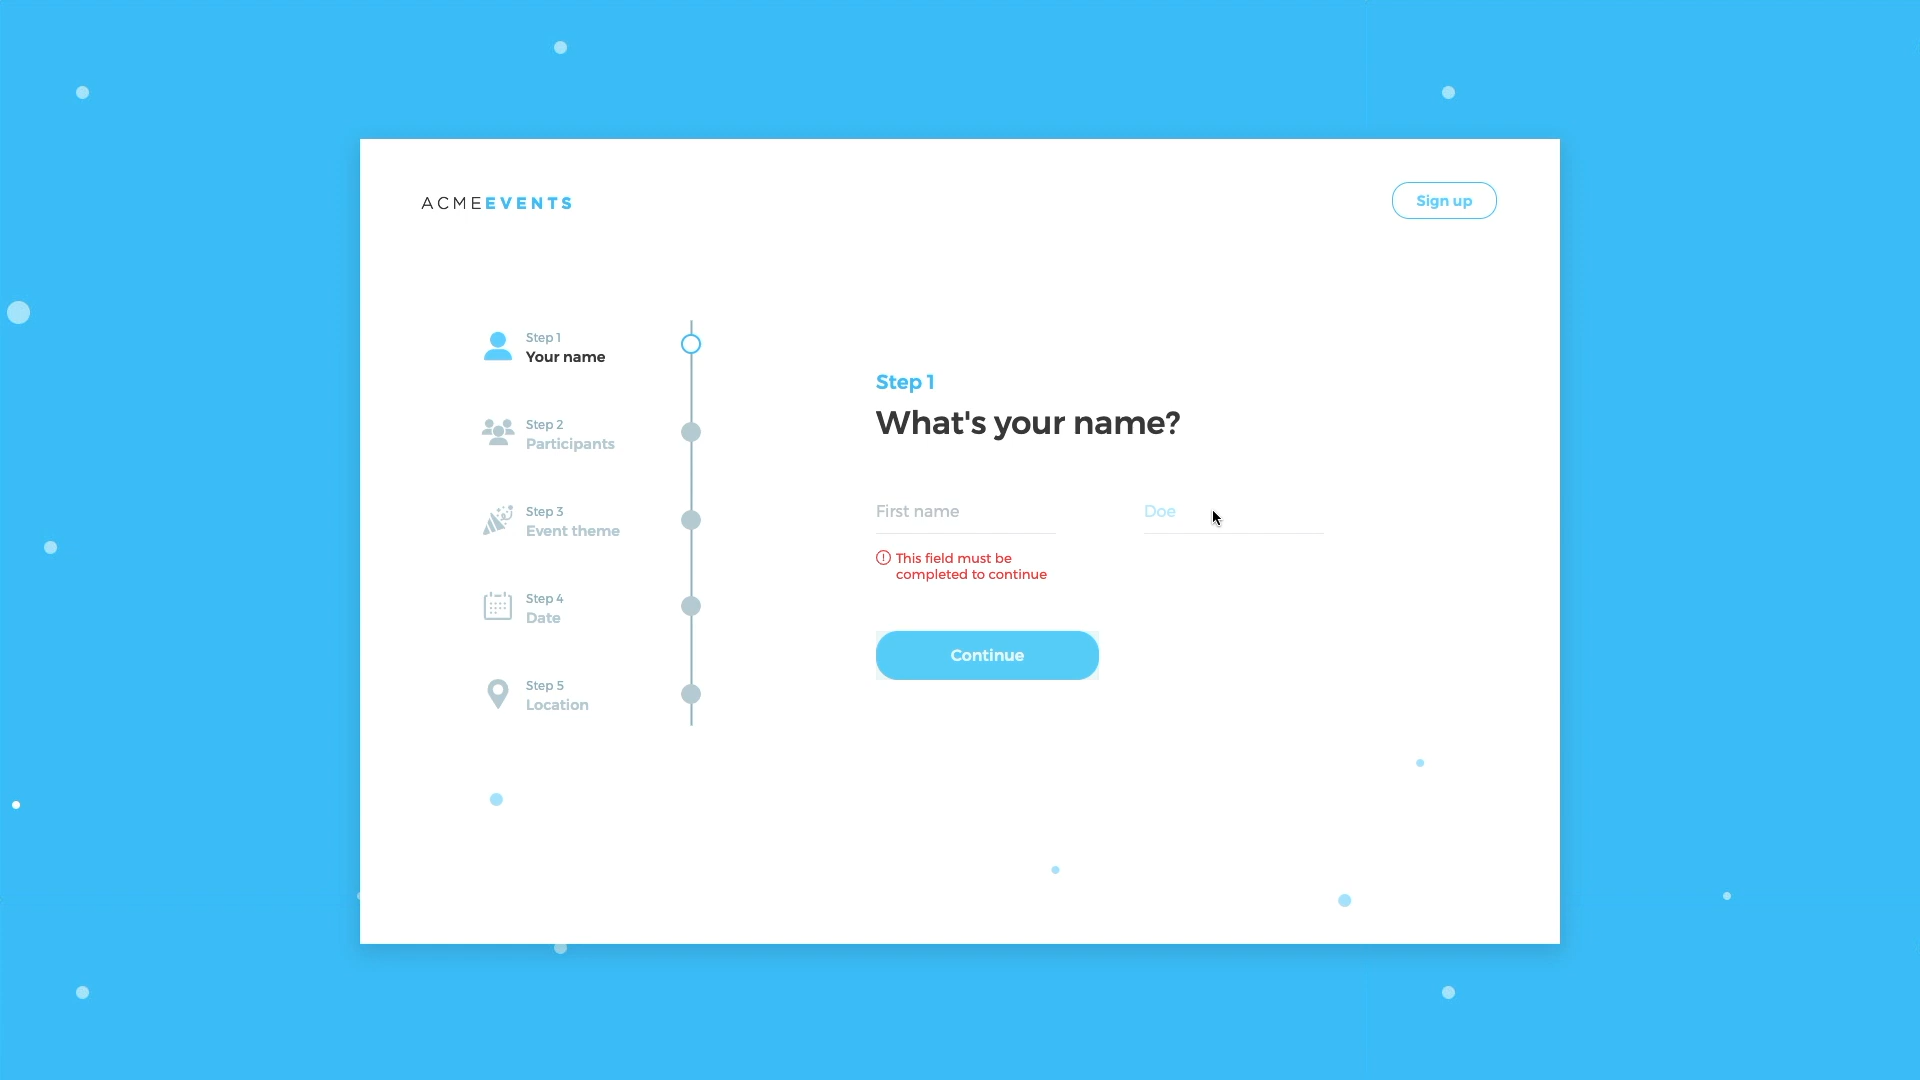 ACMEEVENTS
Sign up
Step 1
Your name
Step 2
Participants
Step 3
Event theme
Step 4
Date
Step 5
Location
Step 1
What's your name?
First name
Doe
This field must be
completed to continue
Continue